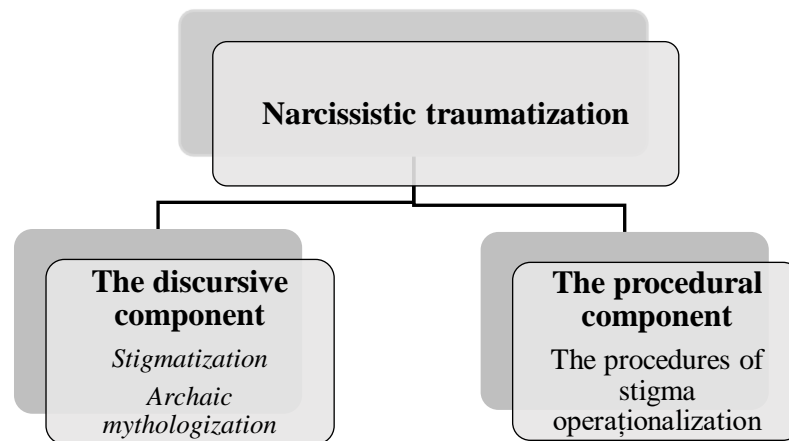 Narcissistic traumatization
The discursive
component
Stigmatization
Archaic
mythologization
The procedural
component
The procedures of
stigma
operaționalization